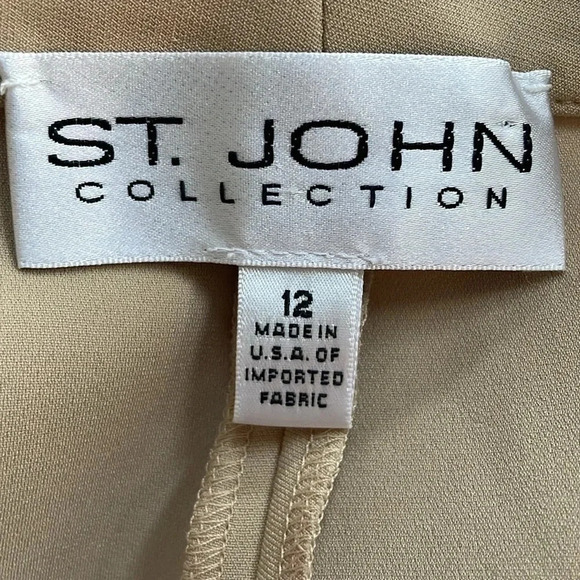 ST. JOHN
COLLECTION
12
MADE IN
U.S.A. OF
IMPORTED
FABRIC